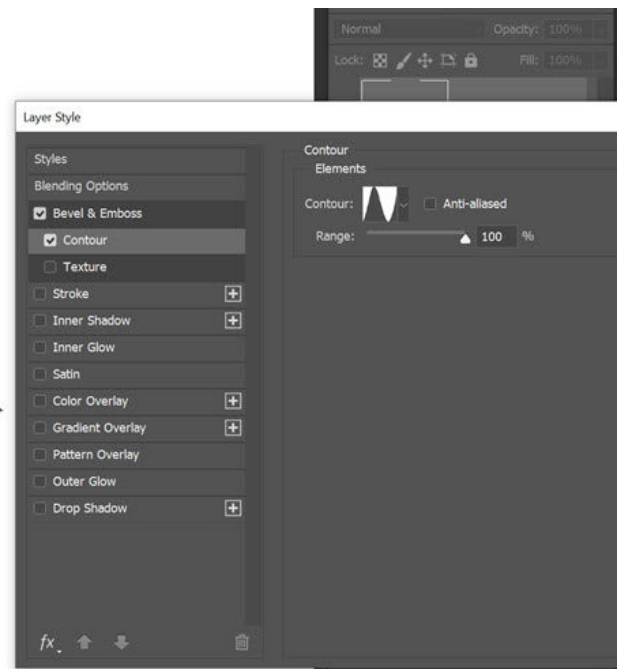 Normal Opacity: 100%
Lock: Fill: 100%
Layer Style
Styles
Blending Options
Bevel & Emboss
Contour
Texture
Stroke
Inner Shadow
Inner Glow
Satin
Color Overlay
Gradient Overlay
Pattern Overlay
Outer Glow
Drop Shadow
fx
Contour
Elements
Contour: Anti-aliased
Range: 100 %